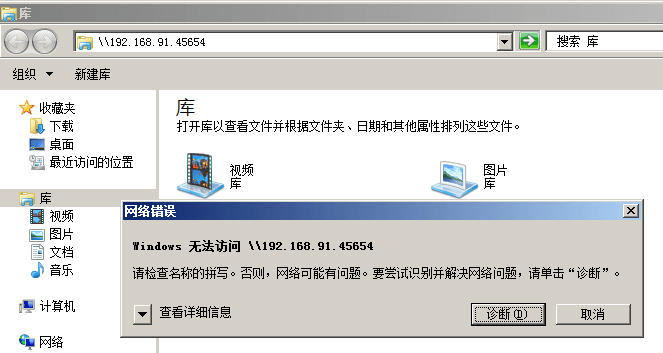 库
\\192.168.91.45654
搜索 库
组织 新建库
收藏夹
下载
桌面
最近访问的位置
库
视频
图片
文档
音乐
计算机
网络
库
打开库以查看文件并根据文件夹、日期和其他属性排列这些文件。
视频
库
图片
库
网络错误
Windows 无法访问 \\192.168.91.45654
请检查名称的拼写。否则，网络可能有问题。要尝试识别并解决网络问题，请单击“诊断”。
查看详细信息
诊断(D)
取消